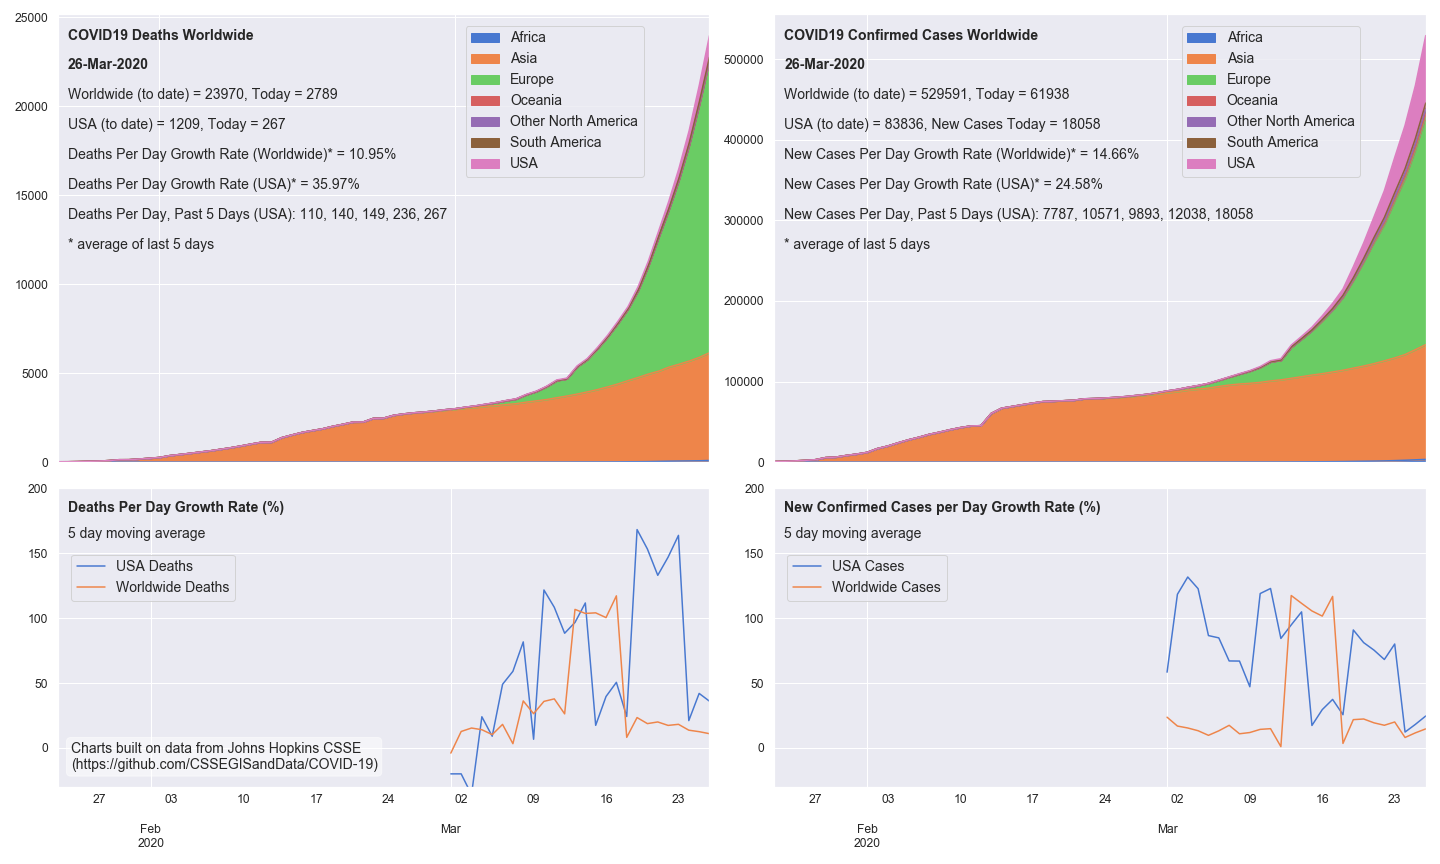 COVID19 Deaths Worldwide
26-Mar-2020
Worldwide (to date) = 23970, Today = 2789
USA (to date) = 1209, Today = 267
Deaths Per Day Growth Rate (Worldwide)* = 10.95%
Deaths Per Day Growth Rate (USA)* = 35.97%
Deaths Per Day, Past 5 Days (USA): 110, 140, 149, 236, 267
* average of last 5 days
Africa
Asia
Europe
Oceania
Other North America
South America
USA
25000
20000
15000
10000
5000
0
COVID19 Confirmed Cases Worldwide
26-Mar-2020
Worldwide (to date) = 529591, Today = 61938
USA (to date) = 83836, New Cases Today = 18058
New Cases Per Day Growth Rate (Worldwide)* = 14.66%
New Cases Per Day Growth Rate (USA)* = 24.58%
New Cases Per Day, Past 5 Days (USA): 7787, 10571, 9893, 12038, 18058
* average of last 5 days
Africa
Asia
Europe
Oceania
Other North America
South America
USA
500000
400000
300000
200000
100000
0
Deaths Per Day Growth Rate (%)
5 day moving average
USA Deaths
Worldwide Deaths
200
150
100
50
0
Charts built on data from Johns Hopkins CSSE
(https://github.com/CSSEGISandData/COVID-19)
27 03 10 17 24 02 09 16 23
Feb Mar
2020
New Confirmed Cases per Day Growth Rate (%)
5 day moving average
USA Cases
Worldwide Cases
200
150
100
50
0
27 03 10 17 24 02 09 16 23
Feb Mar
2020